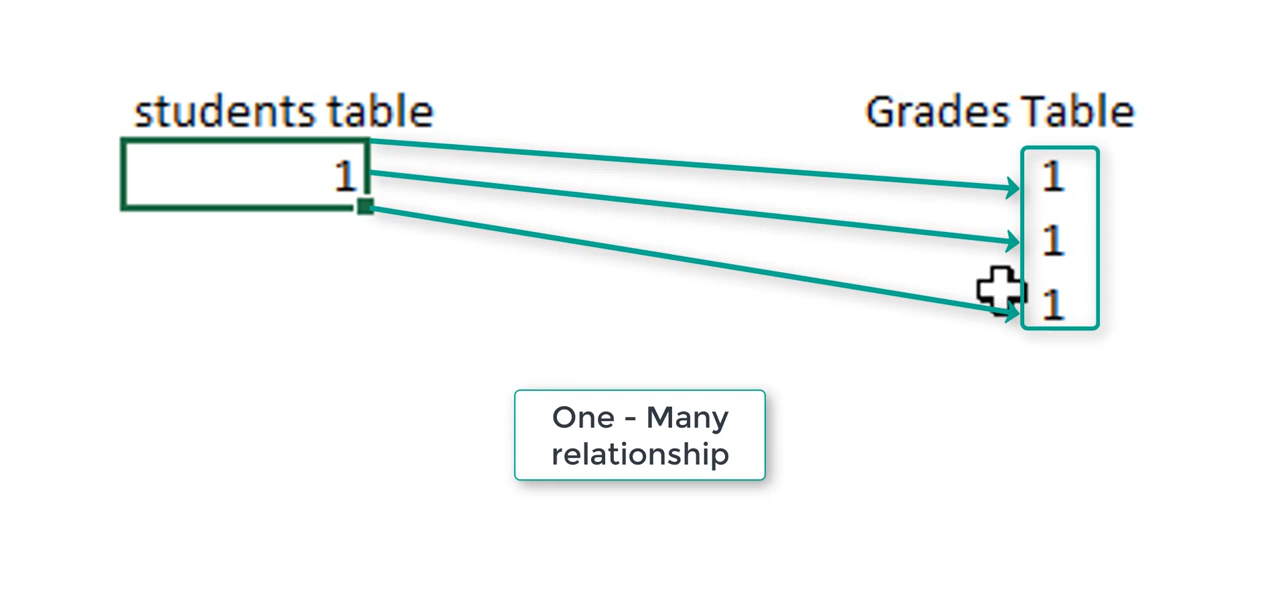 students table
Grades Table
1
1
1
1
One - Many
relationship